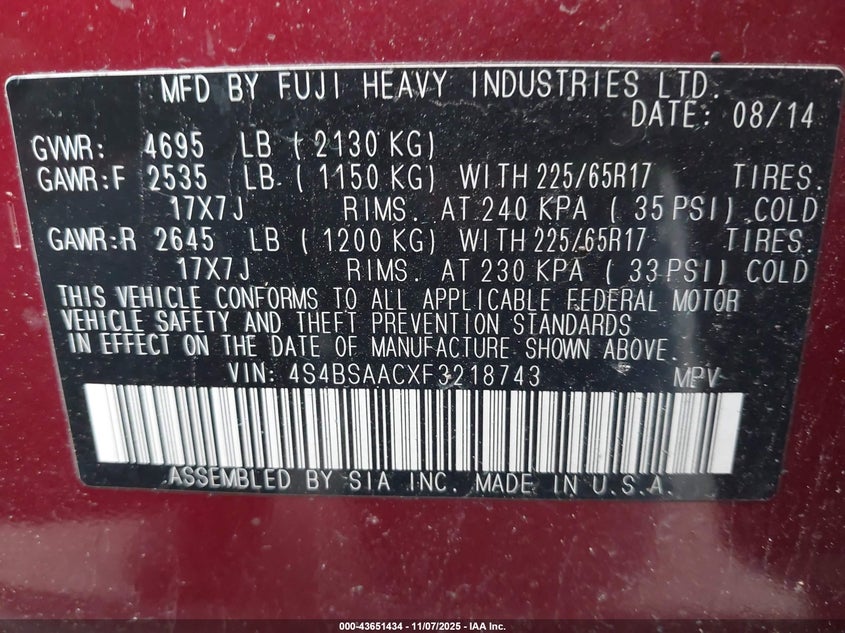 MFD BY FUJI HEAVY INDUSTRIES LTD.
DATE: 08/14
GVWR: 4695 LB (2130 KG)
GAWR:F 2535 LB (1150 KG) WITH 225/65R17 TIRES.
17X7J RIMS. AT 240 KPA (35 PSI) COLD
GAWR:R 2645 LB (1200 KG) WITH 225/65R17 TIRES.
17X7J RIMS. AT 230 KPA (33 PSI) COLD
THIS VEHICLE CONFORMS TO ALL APPLICABLE FEDERAL MOTOR
VEHICLE SAFETY AND THEFT PREVENTION STANDARDS
IN EFFECT ON THE DATE OF MANUFACTURE SHOWN ABOVE.
VIN: 4S4BSAACXF3218743 MPV
ASSEMBLED BY SIA INC. MADE IN U.S.A.
000-43651434 - 11/07/2025 - IAA Inc.